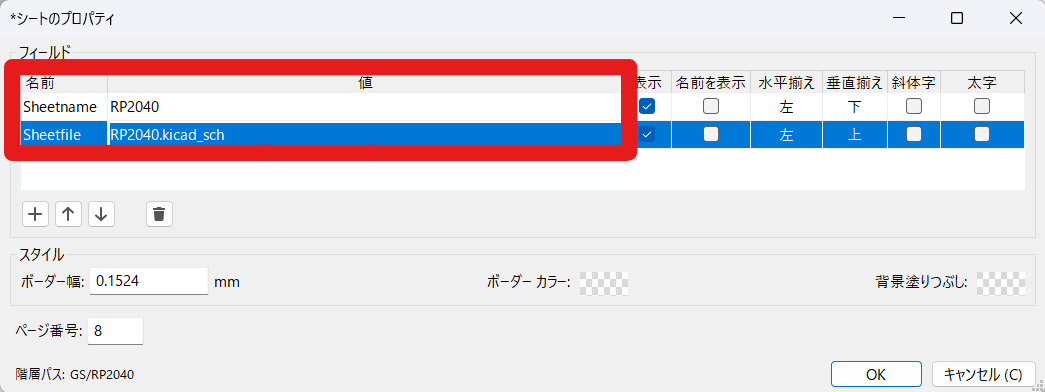 *シートのプロパティ
フィールド
名前 値 表示 名前を表示 水平揃え 垂直揃え 斜体字 太字
Sheetname RP2040 左 下
Sheetfile RP2040.kicad_sch 左 上
スタイル
ボーダー幅: 0.1524 mm ボーダー カラー: 背景塗りつぶし:
ページ番号: 8
階層パス: GS/RP2040
OK キャンセル (C)